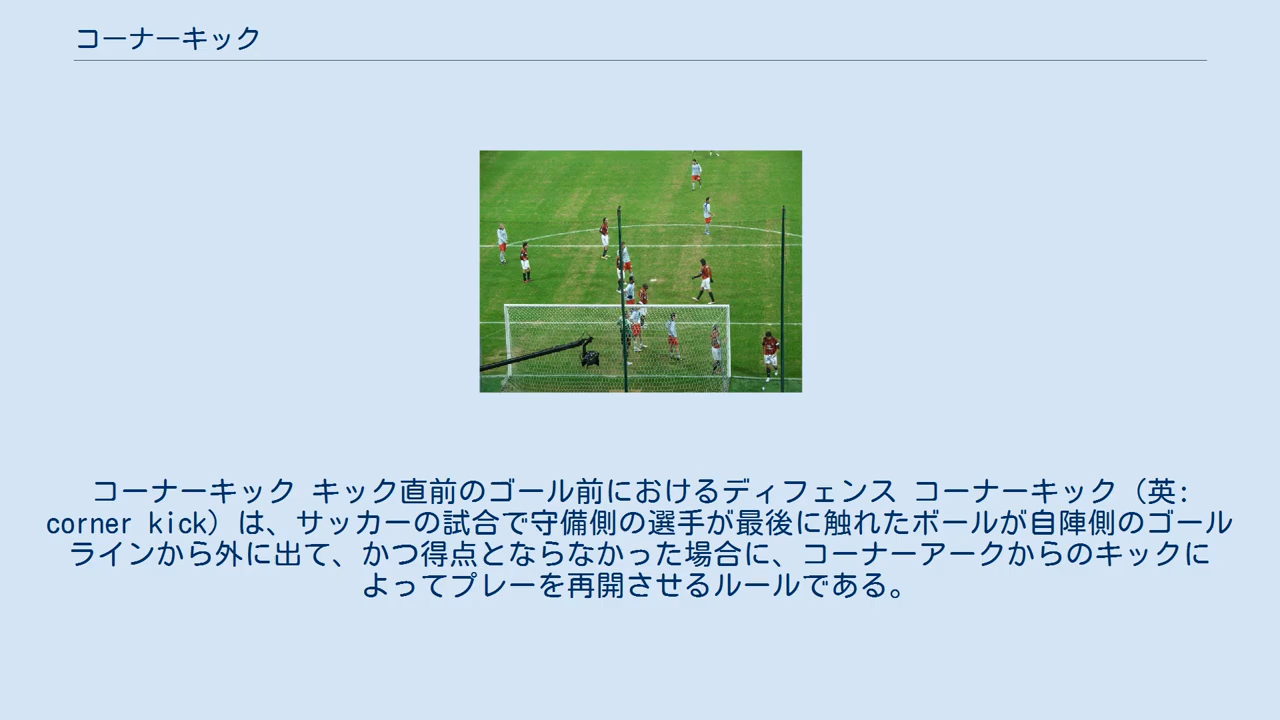 コーナーキック
コーナーキック キック直前のゴール前におけるディフェンス コーナーキック（英:
corner kick）は、サッカーの試合で守備側の選手が最後に触れたボールが自陣側のゴール
ラインから外に出て、かつ得点とならなかった場合に、コーナーアークからのキックに
よってプレーを再開させるルールである。